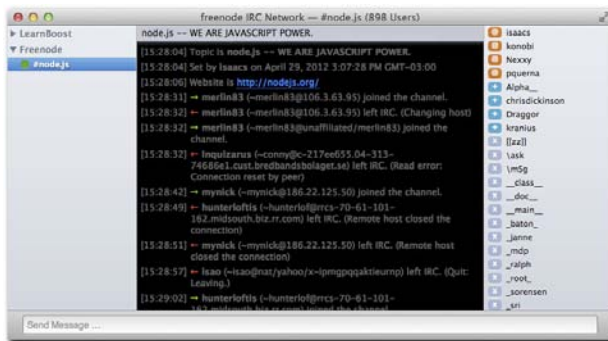 freenode IRC Network — #node.js (898 Users)
LearnBoost
Freenode
#node.js
node.js -- WE ARE JAVASCRIPT POWER.
[15:28:04] Topic is node.js -- WE ARE JAVASCRIPT POWER.
[15:28:04] Set by isaacs on April 29, 2012 3:07:28 PM GMT-03:00
[15:28:06] Website is http://nodejs.org/
[15:28:31] → merlin83 (~merlin83@106.3.63.95) joined the channel.
[15:28:32] ← merlin83 (~merlin83@106.3.63.95) left IRC. (Changing host)
[15:28:32] → merlin83 (~merlin83@unaffiliated/merlin83) joined the
channel.
[15:28:32] ← Inquizarus (~conny@c-217ee655.04-313-
74686e1.cust.bredbandsbolaget.se) left IRC. (Read error:
Connection reset by peer)
[15:28:42] → mynick (~mynick@186.22.125.50) joined the channel.
[15:28:49] ← hunterloftis (~hunterlof@rrcs-70-61-101-
162.midsouth.biz.rr.com) left IRC. (Remote host closed the
connection)
[15:28:51] ← mynick (~mynick@186.22.125.50) left IRC. (Remote host
closed the connection)
[15:28:57] ← isao (~isao@nat/yahoo/x-ipmgpqqaktieurnp) left IRC. (Quit:
Leaving.)
[15:29:02] → hunterloftis (~hunterlof@rrcs-70-61-101-
162.midsouth.biz.rr.com) joined the channel.
isaacs
konobi
Nexxy
pquerna
Alpha__
chrisdickinson
Draggor
kranius
[[zz]]
\ask
\mSg
__class__
__doc__
__main__
_baton_
_janne
_mdp
_ralph
_root_
_sorensen
_sri
Send Message ...